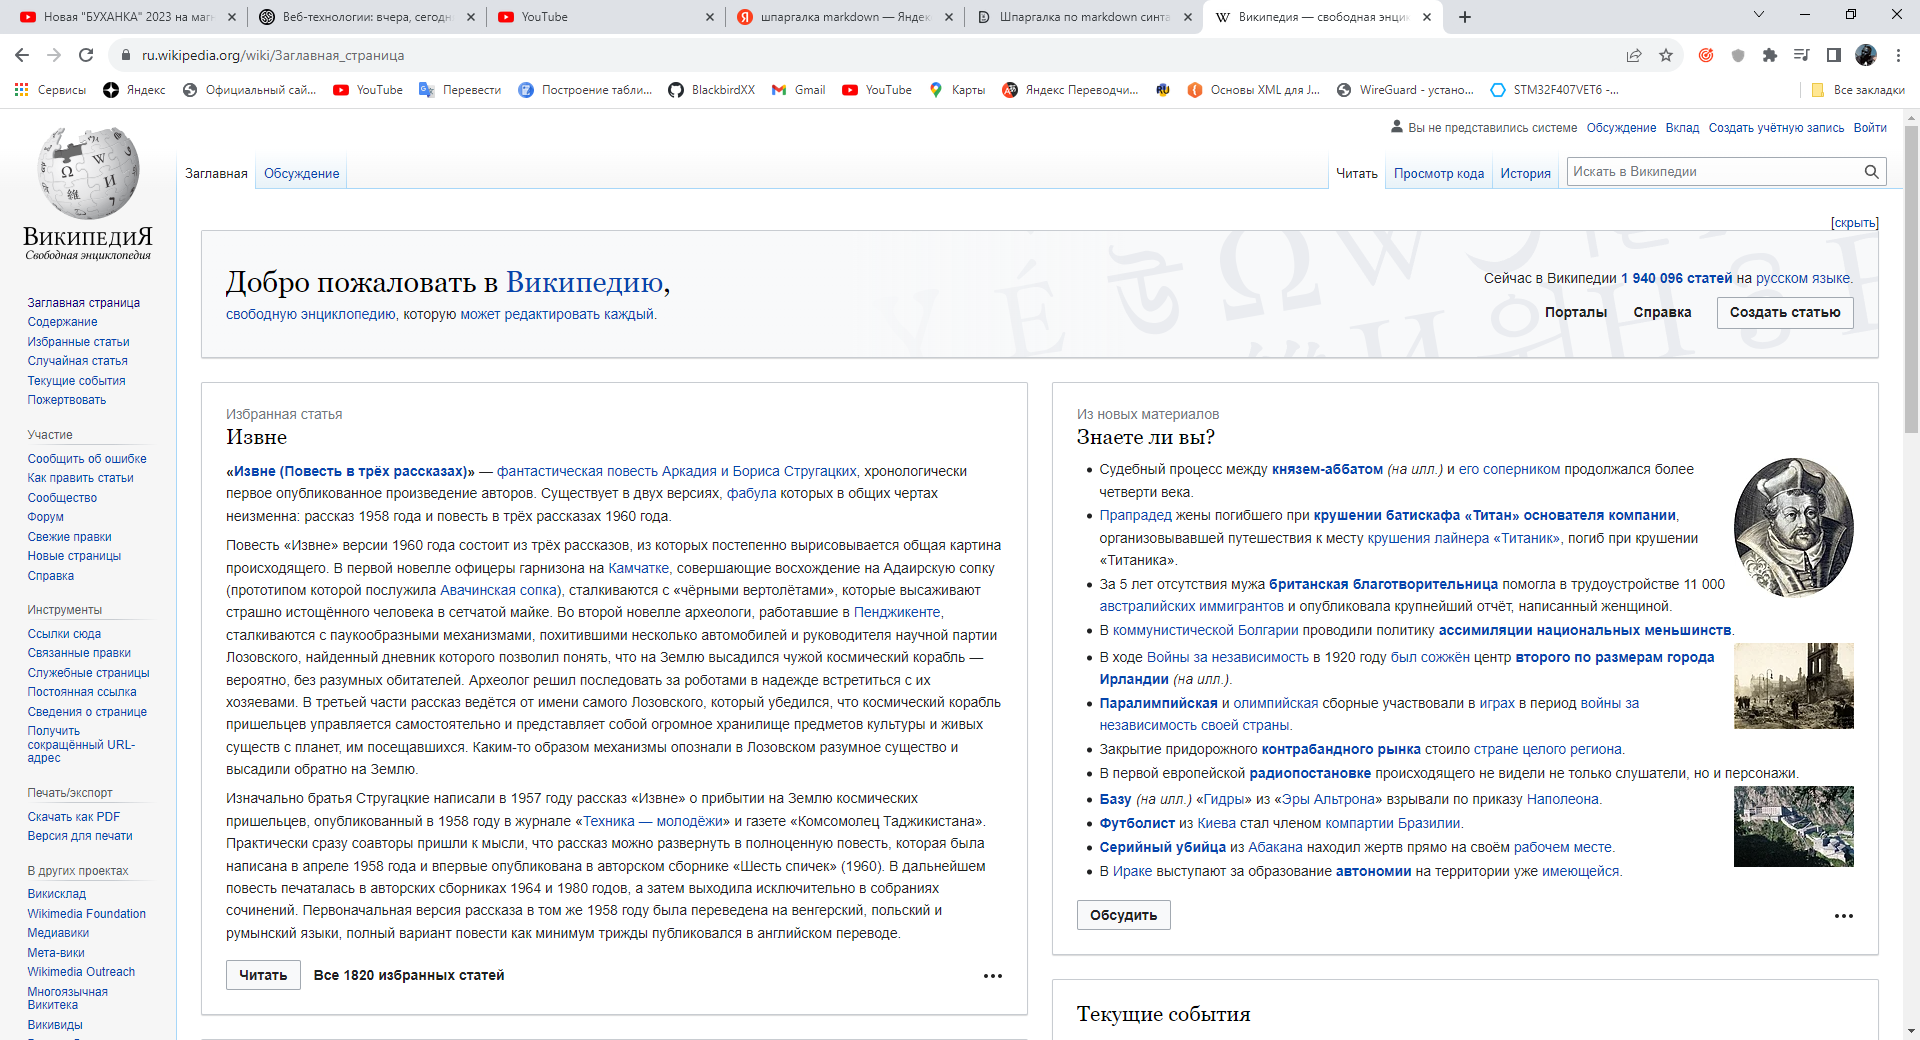 Новая "БУХАНКА" 2023 на маг
Веб-технологии: вчера, сегодн
YouTube
шпаргалка markdown — Яндек
Шпаргалка по markdown синта
Википедия — свободная энци
ru.wikipedia.org/wiki/Заглавная_страница
Сервисы
Яндекс
Официальный сай...
YouTube
Перевести
Построение табли...
BlackbirdXX
Gmail
YouTube
Карты
Яндекс Переводчи...
Основы XML для J...
WireGuard - устано...
STM32F407VET6 -...
Все закладки
Вы не представились системе
Обсуждение
Вклад
Создать учётную запись
Войти
Заглавная
Обсуждение
Читать
Просмотр кода
История
Искать в Википедии
ВикипедиЯ
Свободная энциклопедия
Заглавная страница
Содержание
Избранные статьи
Случайная статья
Текущие события
Пожертвовать
Участие
Сообщить об ошибке
Как править статьи
Сообщество
Форум
Свежие правки
Новые страницы
Справка
Инструменты
Ссылки сюда
Связанные правки
Служебные страницы
Постоянная ссылка
Сведения о странице
Получить
сокращённый URL-
адрес
Печать/экспорт
Скачать как PDF
Версия для печати
В других проектах
Викисклад
Wikimedia Foundation
Медиавики
Мета-вики
Wikimedia Outreach
Многоязычная
Викитека
Викивиды
[скрыть]
Добро пожаловать в Википедию,
свободную энциклопедию, которую может редактировать каждый.
Сейчас в Википедии 1 940 096 статей на русском языке.
Порталы
Справка
Создать статью
Избранная статья
Извне
«Извне (Повесть в трёх рассказах)» — фантастическая повесть Аркадия и Бориса Стругацких, хронологически
первое опубликованное произведение авторов. Существует в двух версиях, фабула которых в общих чертах
неизменна: рассказ 1958 года и повесть в трёх рассказах 1960 года.
Повесть «Извне» версии 1960 года состоит из трёх рассказов, из которых постепенно вырисовывается общая картина
происходящего. В первой новелле офицеры гарнизона на Камчатке, совершающие восхождение на Адаирскую сопку
(прототипом которой послужила Авачинская сопка), сталкиваются с «чёрными вертолётами», которые высаживают
страшно истощённого человека в сетчатой майке. Во второй новелле археологи, работавшие в Пенджикенте,
сталкиваются с паукообразными механизмами, похитившими несколько автомобилей и руководителя научной партии
Лозовского, найденный дневник которого позволил понять, что на Землю высадился чужой космический корабль —
вероятно, без разумных обитателей. Археолог решил последовать за роботами в надежде встретиться с их
хозяевами. В третьей части рассказ ведётся от имени самого Лозовского, который убедился, что космический корабль
пришельцев управляется самостоятельно и представляет собой огромное хранилище предметов культуры и живых
существ с планет, им посещавшихся. Каким-то образом механизмы опознали в Лозовском разумное существо и
высадили обратно на Землю.
Изначально братья Стругацкие написали в 1957 году рассказ «Извне» о прибытии на Землю космических
пришельцев, опубликованный в 1958 году в журнале «Техника — молодёжи» и газете «Комсомолец Таджикистана».
Практически сразу соавторы пришли к мысли, что рассказ можно развернуть в полноценную повесть, которая была
написана в апреле 1958 года и впервые опубликована в авторском сборнике «Шесть спичек» (1960). В дальнейшем
повесть печаталась в авторских сборниках 1964 и 1980 годов, а затем выходила исключительно в собраниях
сочинений. Первоначальная версия рассказа в том же 1958 году была переведена на венгерский, польский и
румынский языки, полный вариант повести как минимум трижды публиковался в английском переводе.
Читать
Все 1820 избранных статей
Из новых материалов
Знаете ли вы?
Судебный процесс между князем-аббатом (на илл.) и его соперником продолжался более
четверти века.
Прапрадед жены погибшего при крушении батискафа «Титан» основателя компании,
организовывавшей путешествия к месту крушения лайнера «Титаник», погиб при крушении
«Титаника».
За 5 лет отсутствия мужа британская благотворительница помогла в трудоустройстве 11 000
австралийских иммигрантов и опубликовала крупнейший отчёт, написанный женщиной.
В коммунистической Болгарии проводили политику ассимиляции национальных меньшинств.
В ходе Войны за независимость в 1920 году был сожжён центр второго по размерам города
Ирландии (на илл.).
Паралимпийская и олимпийская сборные участвовали в играх в период войны за
независимость своей страны.
Закрытие придорожного контрабандного рынка стоило стране целого региона.
В первой европейской радиопостановке происходящего не видели не только слушатели, но и персонажи.
Базу (на илл.) «Гидры» из «Эры Альтрона» взрывали по приказу Наполеона.
Футболист из Киева стал членом компартии Бразилии.
Серийный убийца из Абакана находил жертв прямо на своём рабочем месте.
В Ираке выступают за образование автономии на территории уже имеющейся.
Обсудить
Текущие события